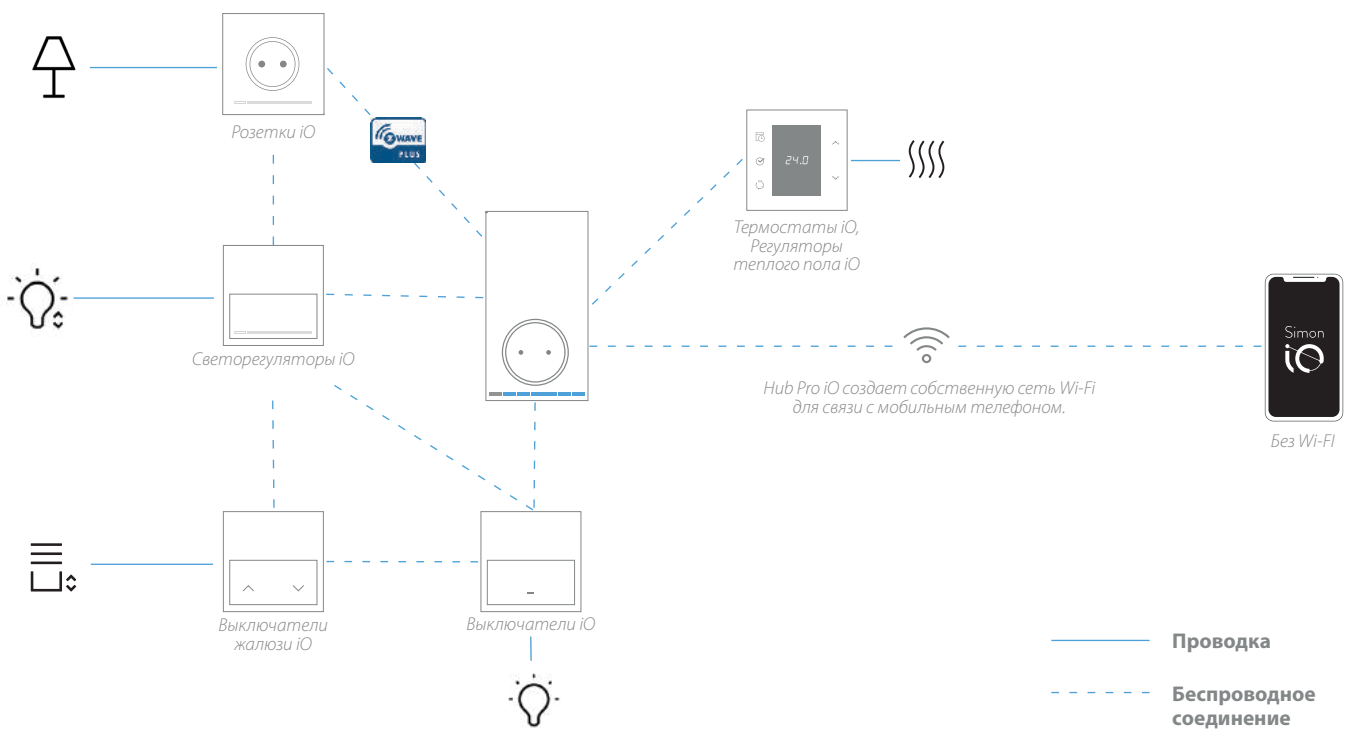 Розетки iO
Z WAVE
PLUS
24.0
Термостаты iO,
Регуляторы
теплого пола iO
Светорегуляторы iO
Simon
iO
Hub Pro iO создает собственную сеть Wi-Fi
для связи с мобильным телефоном.
Без Wi-FI
Выключатели
жалюзи iO
Выключатели iO
Проводка
Беспроводное
соединение